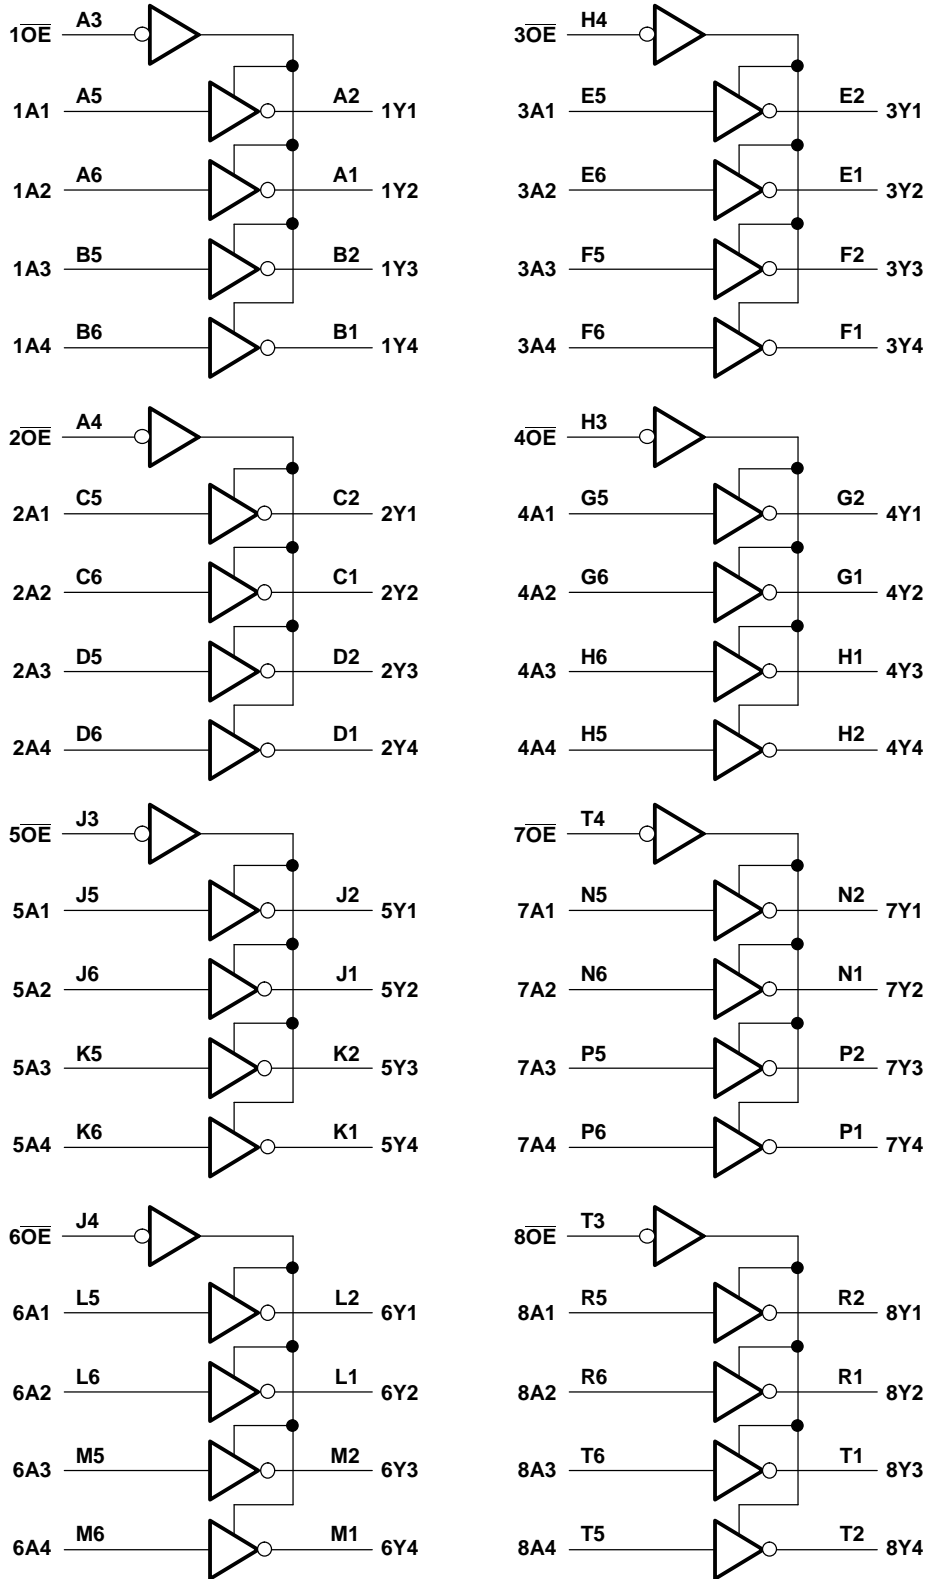 1OE A3
1A1 A5 A2 1Y1
1A2 A6 A1 1Y2
1A3 B5 B2 1Y3
1A4 B6 B1 1Y4
3OE H4
3A1 E5 E2 3Y1
3A2 E6 E1 3Y2
3A3 F5 F2 3Y3
3A4 F6 F1 3Y4
2OE A4
2A1 C5 C2 2Y1
2A2 C6 C1 2Y2
2A3 D5 D2 2Y3
2A4 D6 D1 2Y4
4OE H3
4A1 G5 G2 4Y1
4A2 G6 G1 4Y2
4A3 H6 H1 4Y3
4A4 H5 H2 4Y4
5OE J3
5A1 J5 J2 5Y1
5A2 J6 J1 5Y2
5A3 K5 K2 5Y3
5A4 K6 K1 5Y4
7OE T4
7A1 N5 N2 7Y1
7A2 N6 N1 7Y2
7A3 P5 P2 7Y3
7A4 P6 P1 7Y4
6OE J4
6A1 L5 L2 6Y1
6A2 L6 L1 6Y2
6A3 M5 M2 6Y3
6A4 M6 M1 6Y4
8OE T3
8A1 R5 R2 8Y1
8A2 R6 R1 8Y2
8A3 T6 T1 8Y3
8A4 T5 T2 8Y4